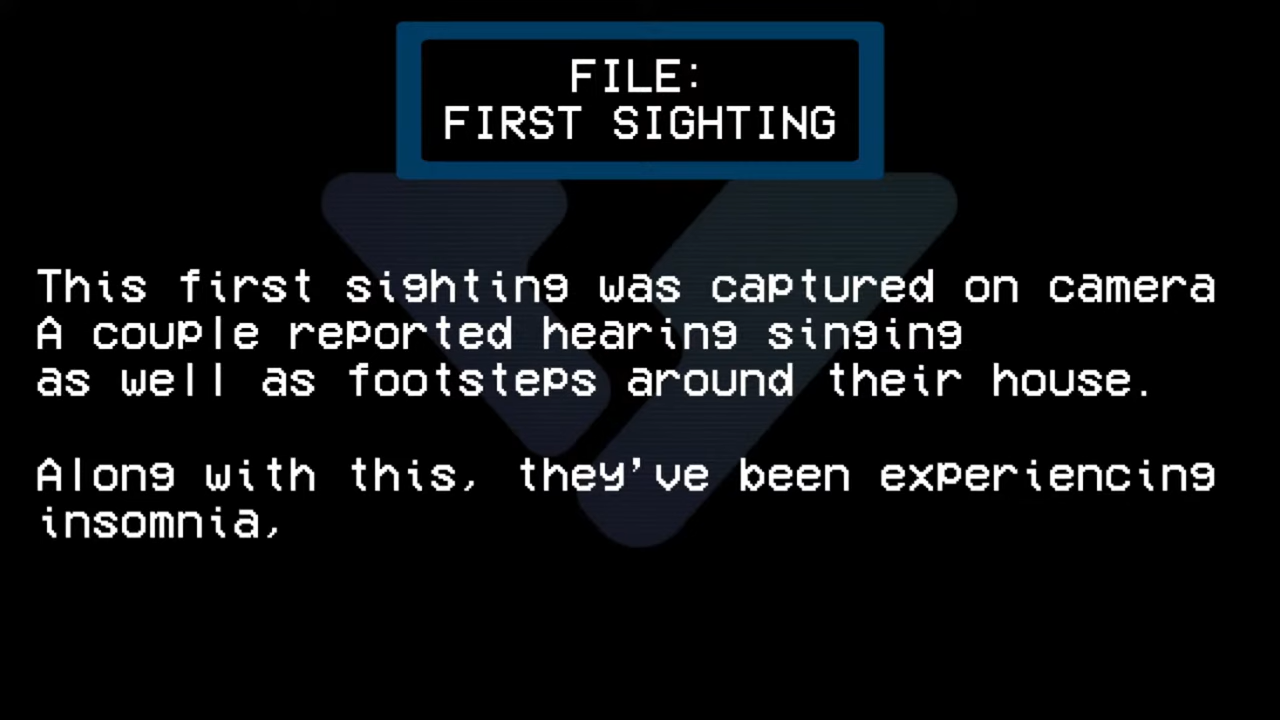 FILE:
FIRST SIGHTING
This first sighting was captured on camera
A couple reported hearing singing
as well as footsteps around their house.
Along with this, they've been experiencing
insomnia,